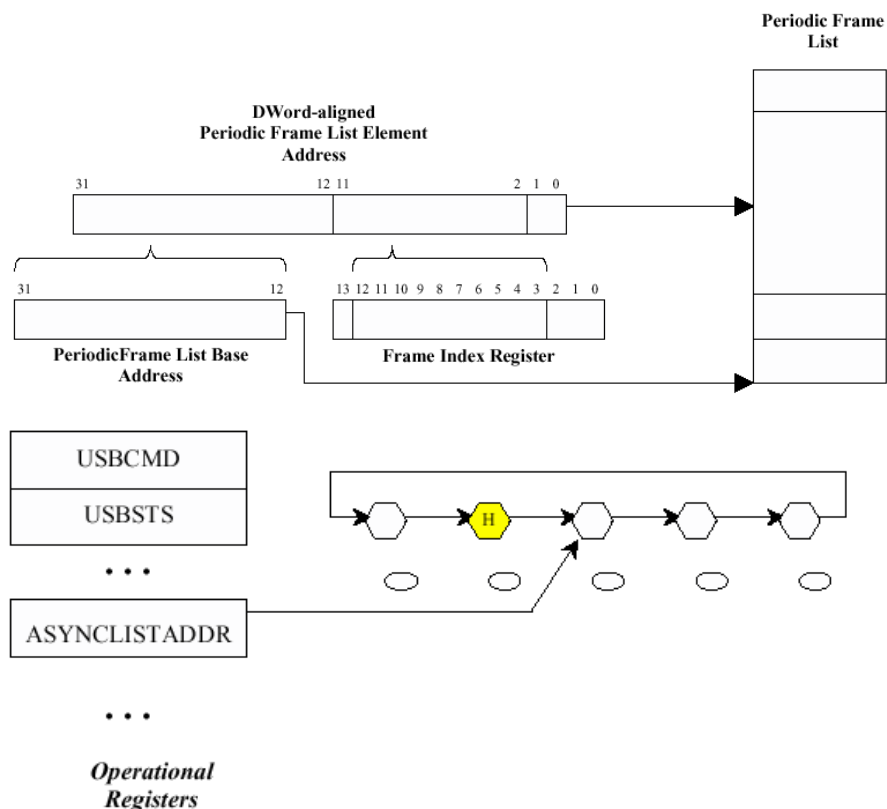 Periodic Frame
List
DWord-aligned
Periodic Frame List Element
Address
31 12 11 2 1 0
31 12
13 12 11 10 9 8 7 6 5 4 3 2 1 0
PeriodicFrame List Base
Address
Frame Index Register
USBCMD
USBSTS
• • •
H
ASYNCLISTADDR
• • •
Operational
Registers